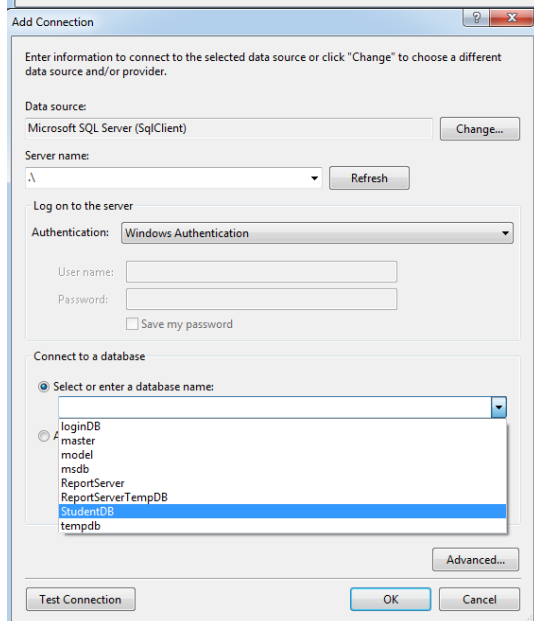 Add Connection
Enter information to connect to the selected data source or click "Change" to choose a different
data source and/or provider.
Data source:
Microsoft SQL Server (SqlClient)
Change...
Server name:
.\
Refresh
Log on to the server
Authentication:
Windows Authentication
User name:
Password:
Save my password
Connect to a database
Select or enter a database name:
loginDB
A
master
model
msdb
ReportServer
ReportServerTempDB
StudentDB
tempdb
Advanced...
Test Connection
OK
Cancel